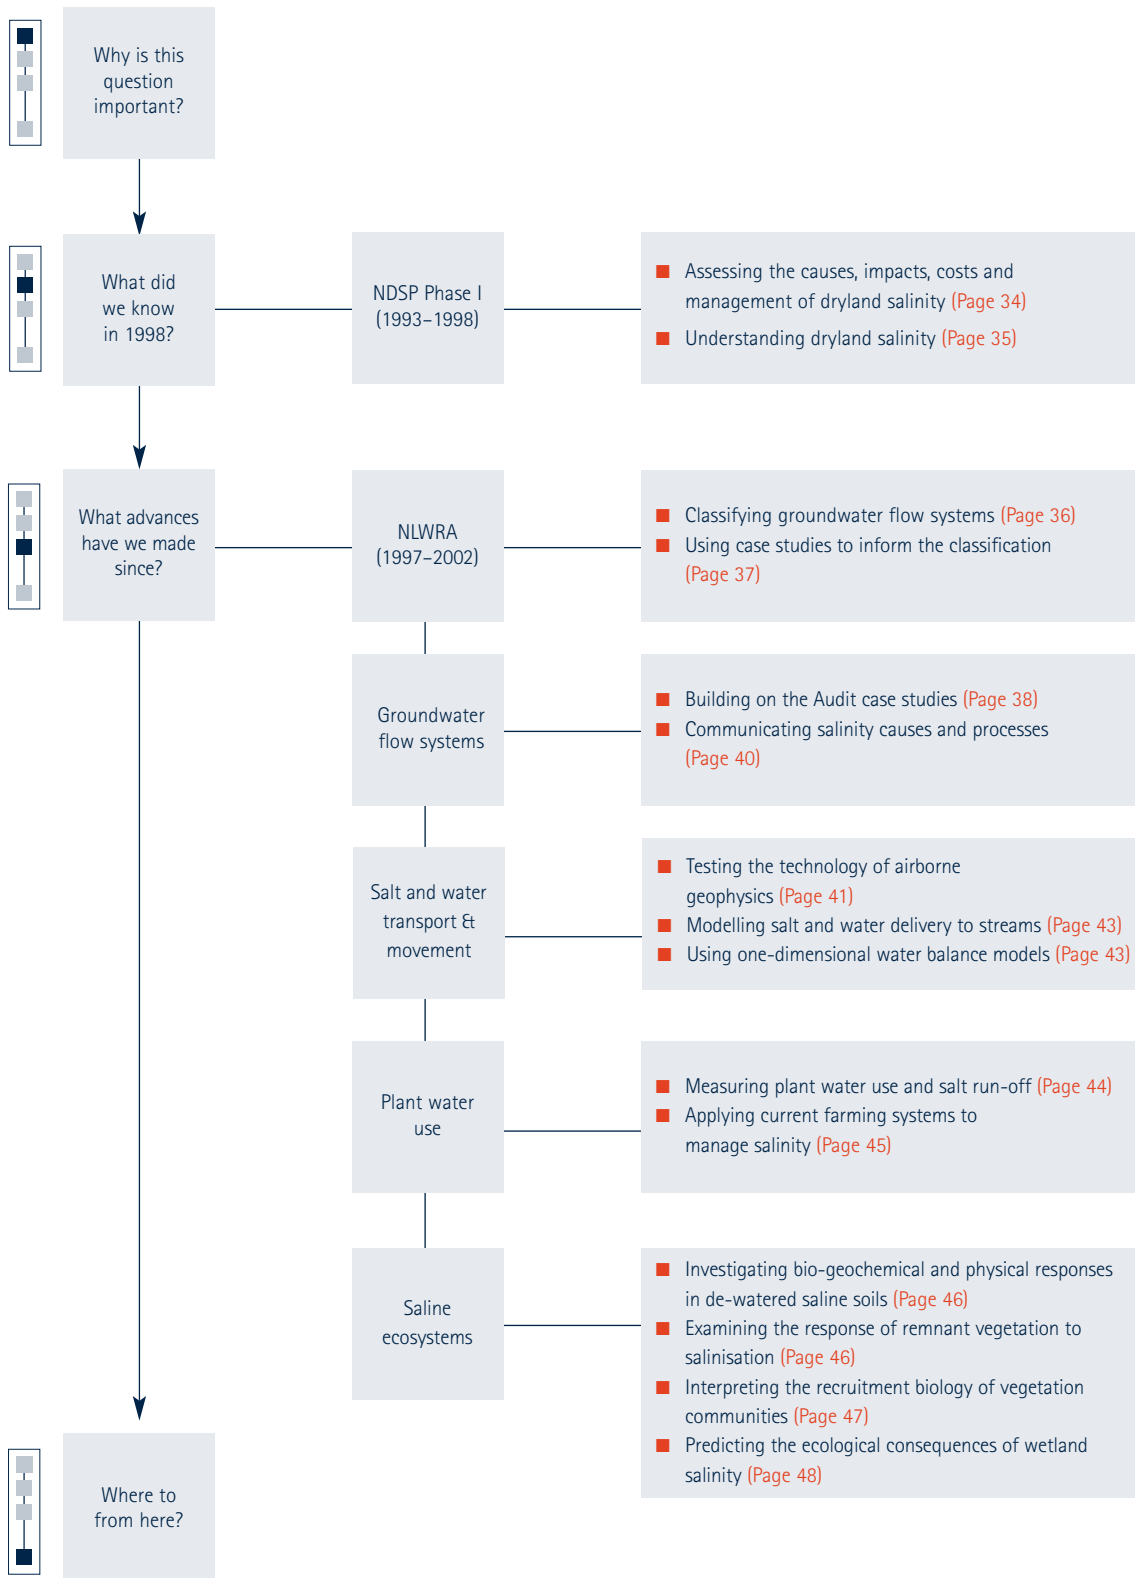 Why is this
question
important?
What did
we know
in 1998?
NDSP Phase I
(1993–1998)
■ Assessing the causes, impacts, costs and
management of dryland salinity (Page 34)
■ Understanding dryland salinity (Page 35)
What advances
have we made
since?
NLWRA
(1997–2002)
■ Classifying groundwater flow systems (Page 36)
■ Using case studies to inform the classification
(Page 37)
Groundwater
flow systems
■ Building on the Audit case studies (Page 38)
■ Communicating salinity causes and processes
(Page 40)
Salt and water
transport &
movement
■ Testing the technology of airborne
geophysics (Page 41)
■ Modelling salt and water delivery to streams (Page 43)
■ Using one-dimensional water balance models (Page 43)
Plant water
use
■ Measuring plant water use and salt run-off (Page 44)
■ Applying current farming systems to
manage salinity (Page 45)
Saline
ecosystems
■ Investigating bio-geochemical and physical responses
in de-watered saline soils (Page 46)
■ Examining the response of remnant vegetation to
salinisation (Page 46)
■ Interpreting the recruitment biology of vegetation
communities (Page 47)
■ Predicting the ecological consequences of wetland
salinity (Page 48)
Where to
from here?